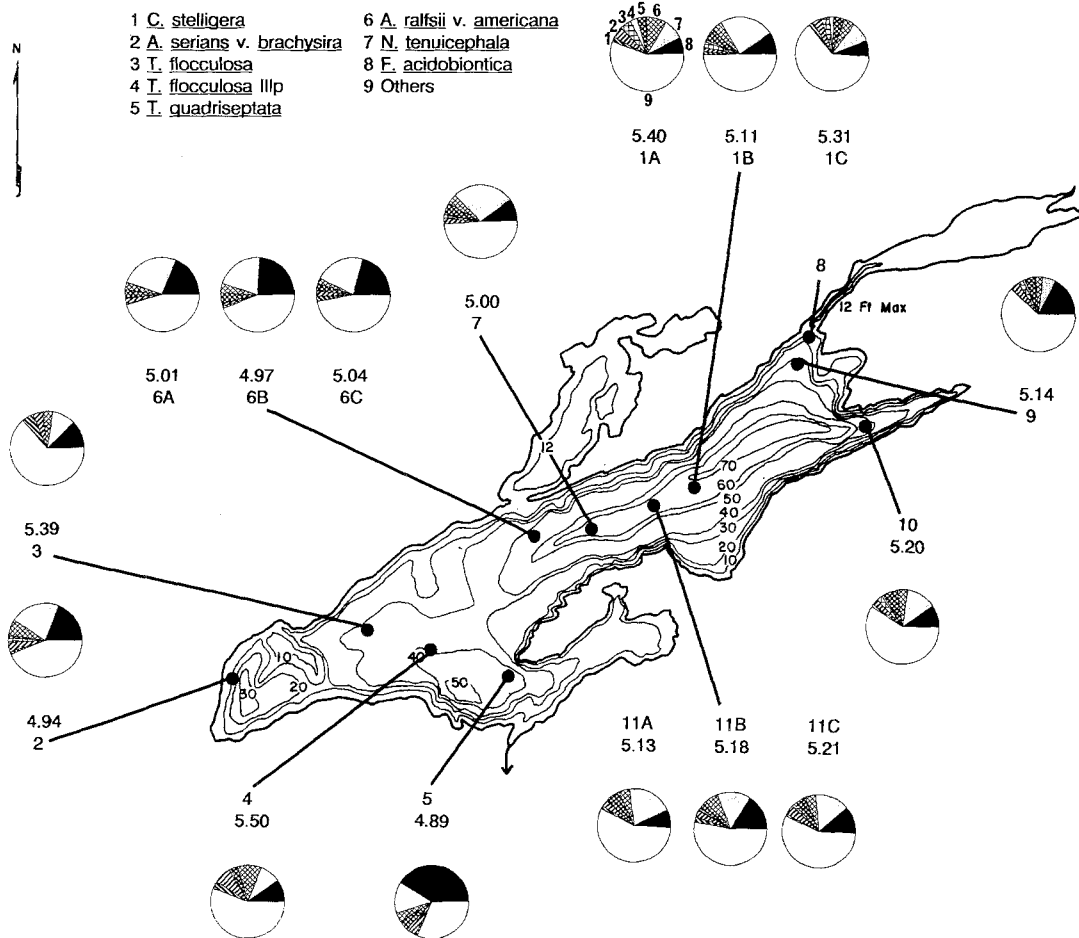 N
1 C. stelligera
2 A. serians v. brachysira
3 T. flocculosa
4 T. flocculosa IIIp
5 T. quadriseptata
6 A. ralfsii v. americana
7 N. tenuicephala
8 F. acidobiontica
9 Others
1 2 3 4 5 6 7 8
9
5.40
1A
5.11
1B
5.31
1C
8
12 Ft Max
5.00
7
5.01
6A
4.97
6B
5.04
6C
5.14
9
12
5.39
3
70
60
50
40
30
20
10
10
5.20
4.94
2
10
20
30
40
50
4
5.50
5
4.89
11A
5.13
11B
5.18
11C
5.21